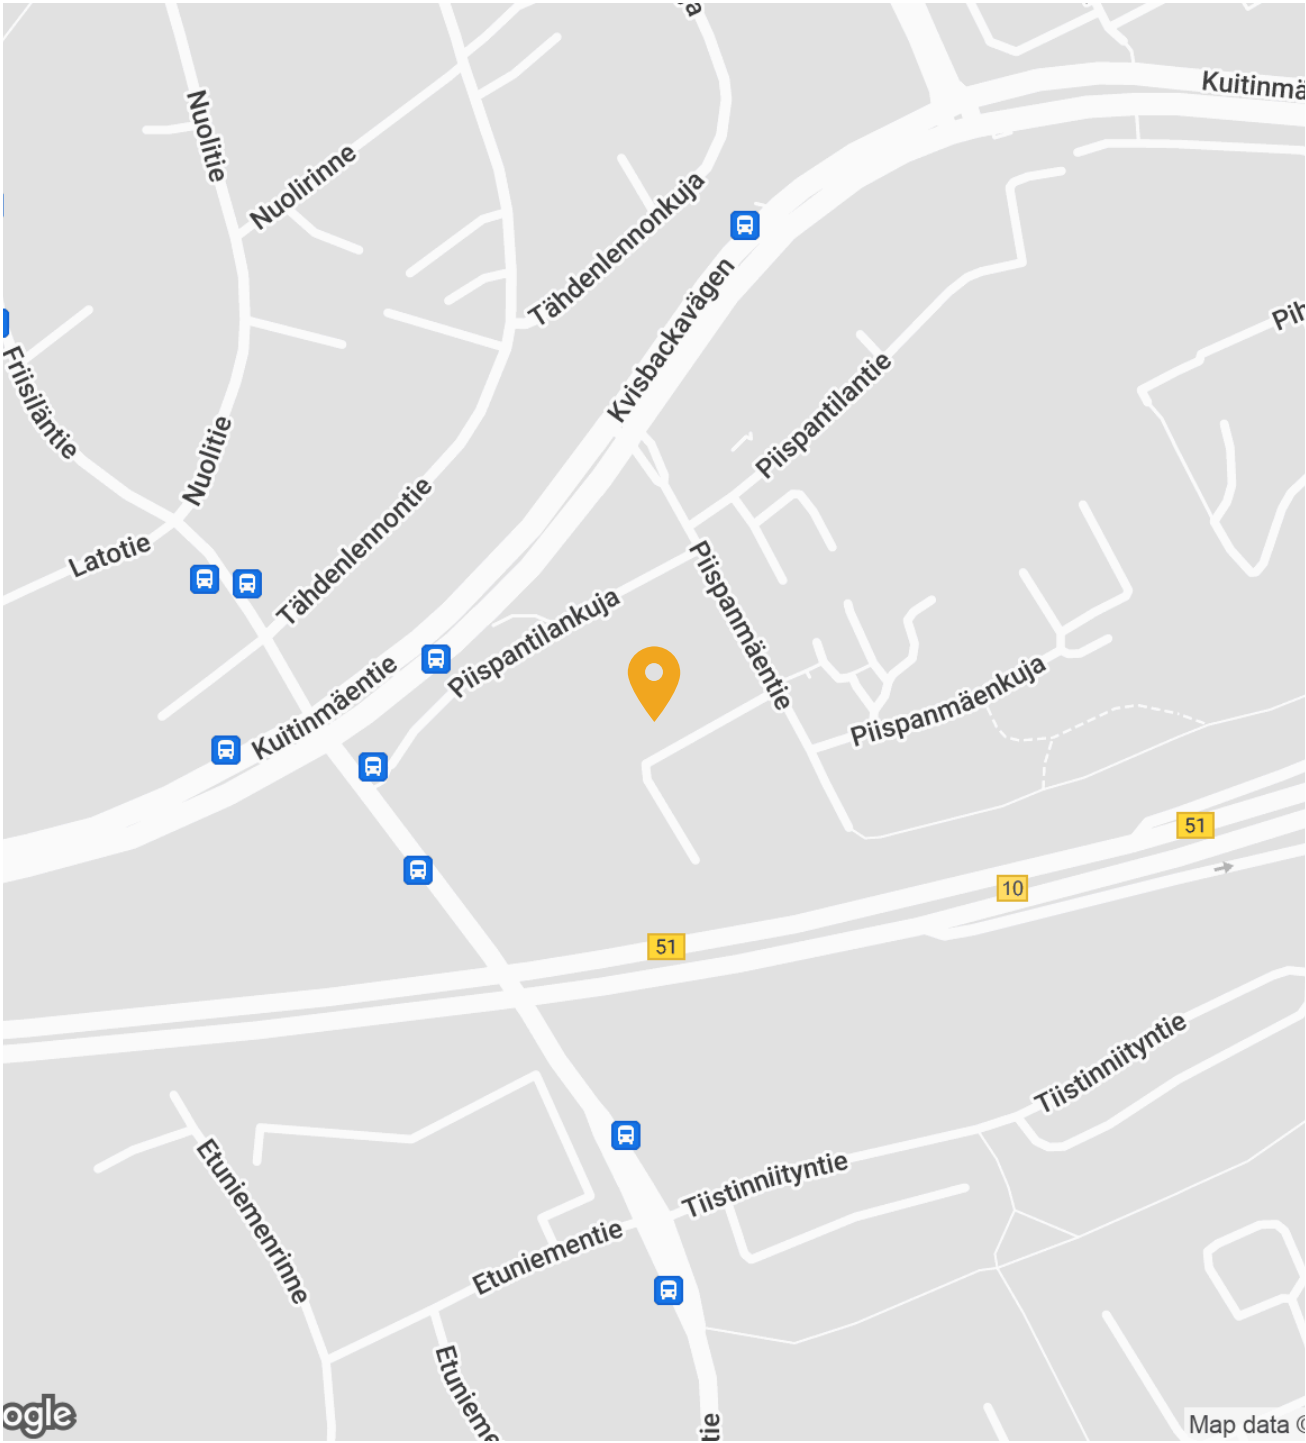 Kuitinmä
Nuolitie
Nuolirinne
Tähdenlennonkuja
Kvisbackavägen
Pih
Friisiläntie
Piispantilantie
Nuolitie
Tähdenlennontie
Latotie
Piispanmäentie
Piispantilankuja
Kuitinmäentie
Piispanmäenkuja
51
10
51
Tiistinniityntie
Tiistinniityntie
Etuniemenrinne
Etuniementie
Etunieme
tie
ogle
Map data ©